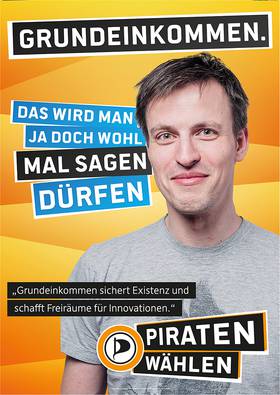 GRUNDEINKOMMEN.
DAS WIRD MAN
JA DOCH WOHL
MAL SAGEN
DÜRFEN
„Grundeinkommen sichert Existenz und
schafft Freiräume für Innovationen.“
PIRATEN
WÄHLEN